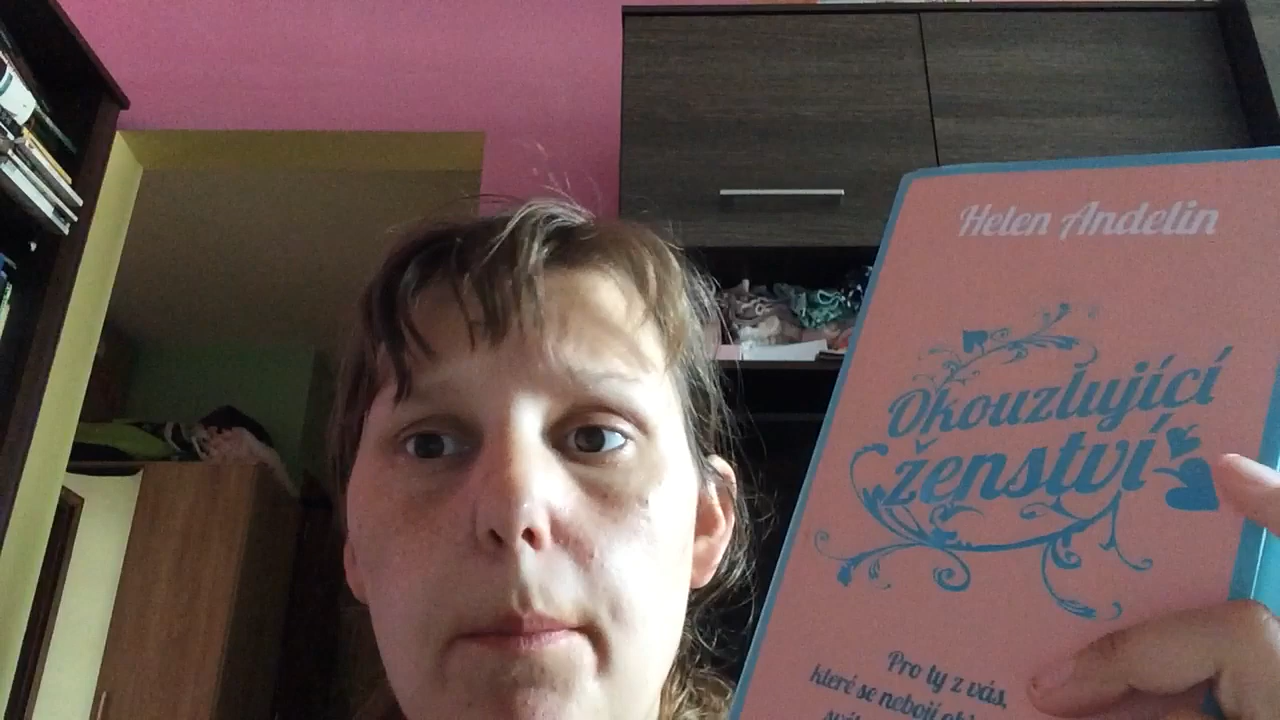 Helen Andelin
Okouzlující
ženství
Pro ty z vás,
které se nebojí